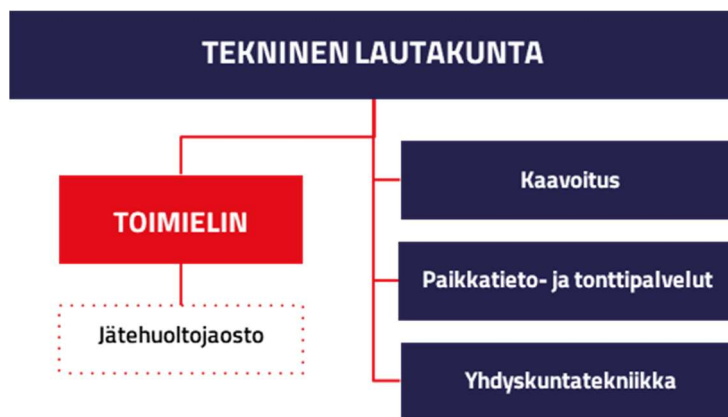 TEKNINEN LAUTAKUNTA
TOIMIELIN
Jätehuoltojaosto
Kaavoitus
Paikkatieto- ja tonttipalvelut
Yhdyskuntatekniikka